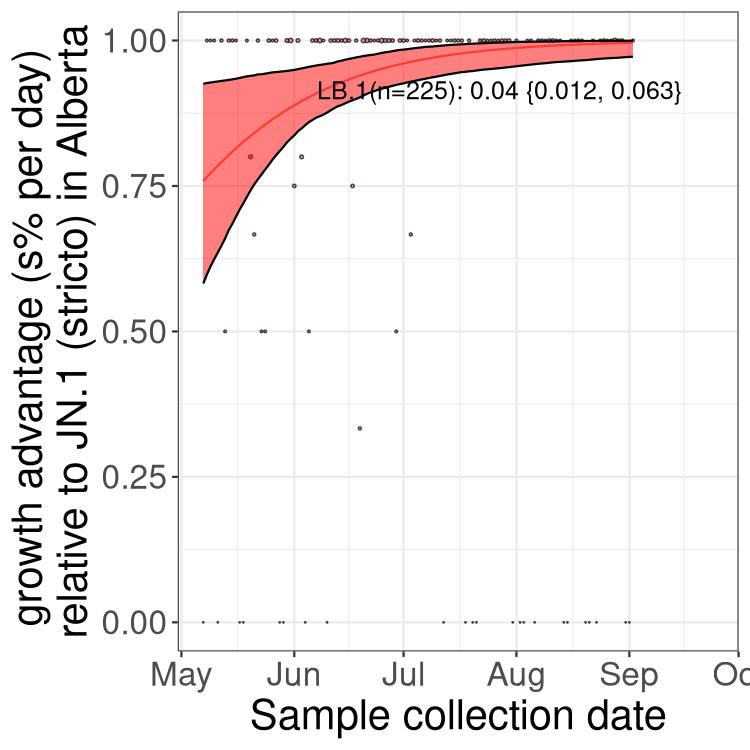 growth advantage (s% per day)
relative to JN.1 (stricto) in Alberta
1.00
0.75
0.50
0.25
0.00
LB.1(n=225): 0.04 {0.012, 0.063}
May Jun Jul Aug Sep Oc
Sample collection date